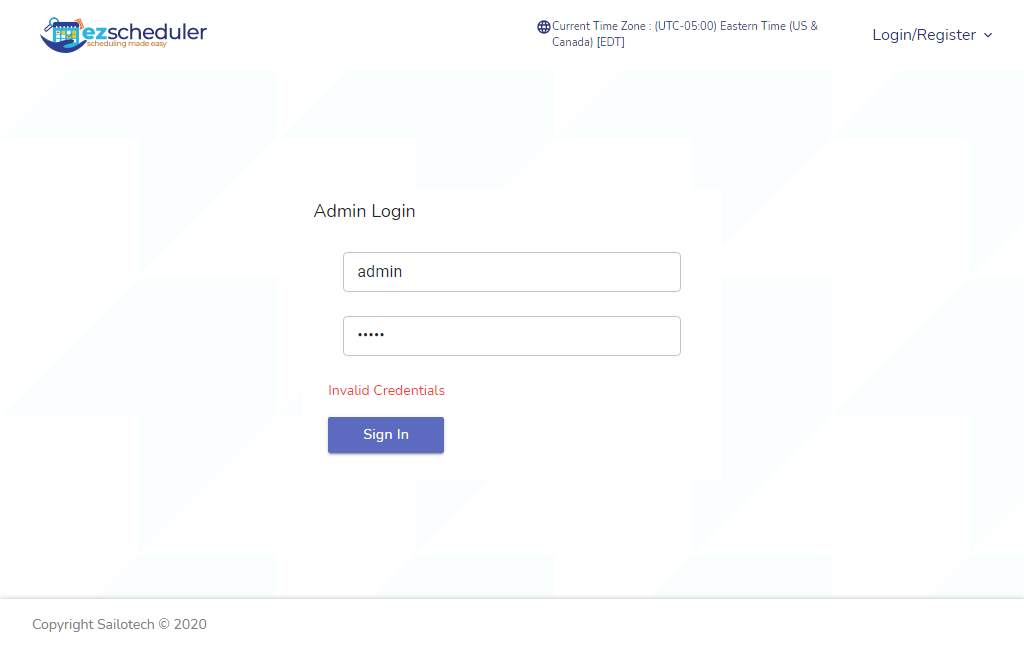 ezscheduler
scheduling made easy
Current Time Zone : (UTC-05:00) Eastern Time (US &
Canada) [EDT]
Login/Register
Admin Login
admin
•••••
Invalid Credentials
Sign In
Copyright Sailotech © 2020